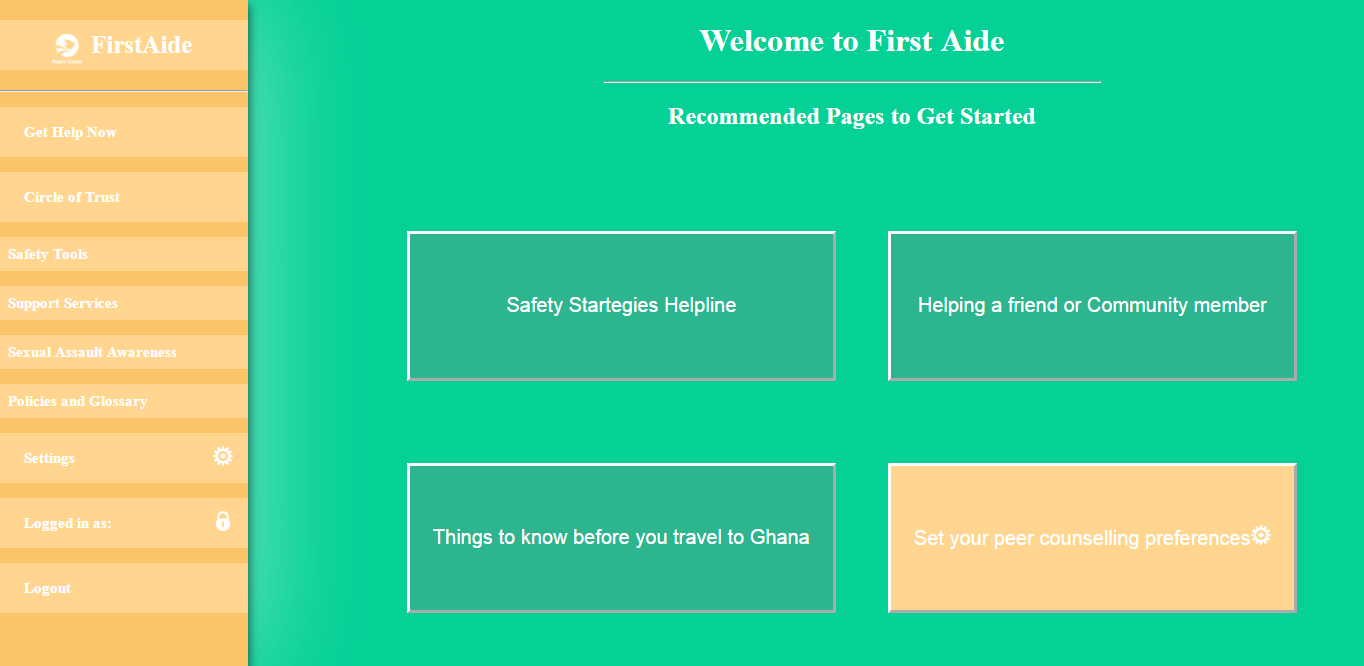 FirstAide
Get Help Now
Circle of Trust
Safety Tools
Support Services
Sexual Assault Awareness
Policies and Glossary
Settings
Logged in as:
Logout
Welcome to First Aide
Recommended Pages to Get Started
Safety Startegies Helpline
Helping a friend or Community member
Things to know before you travel to Ghana
Set your peer counselling preferences